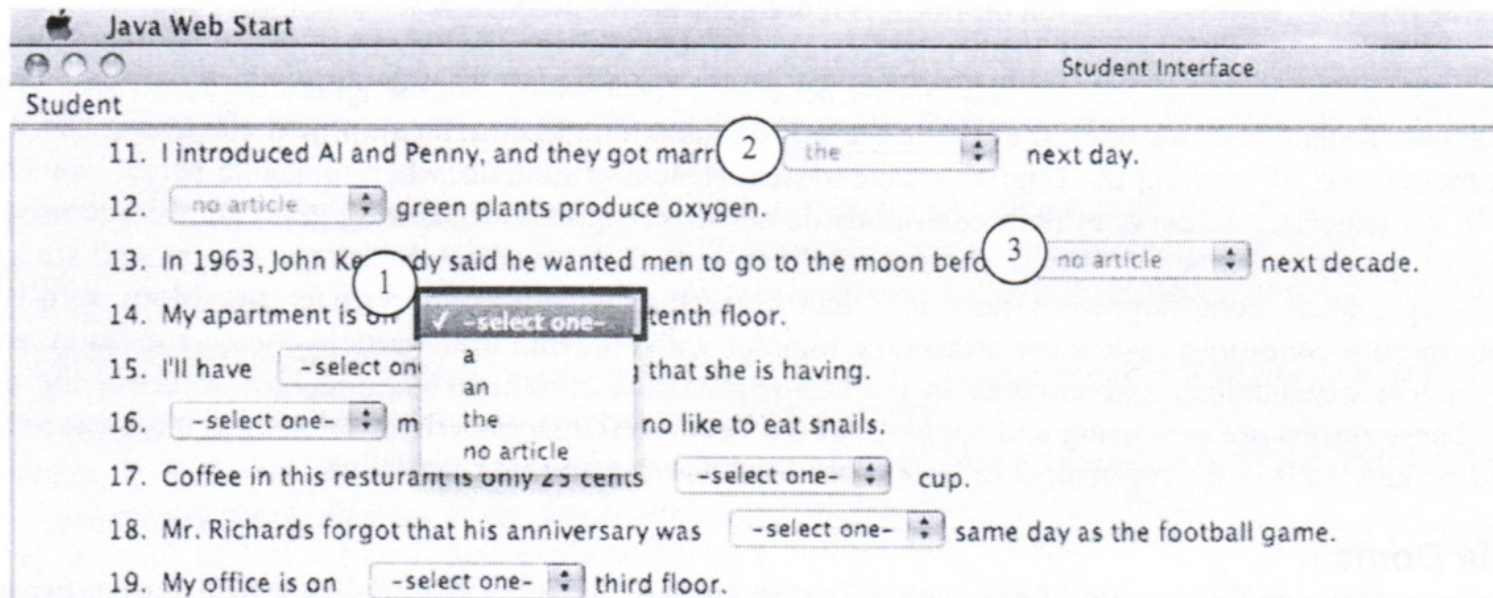 Java Web Start
Student Interface
Student
11. I introduced Al and Penny, and they got marr 2 the next day.
12. no article green plants produce oxygen.
13. In 1963, John Ke dy said he wanted men to go to the moon befo 3 no article next decade.
1
14. My apartment is on ✓ -select one- tenth floor.
a
15. I'll have -select one that she is having.
an
16. -select one- m the no like to eat snails.
no article
17. Coffee in this resturant is only 25 cents -select one- cup.
18. Mr. Richards forgot that his anniversary was -select one- same day as the football game.
19. My office is on -select one- third floor.